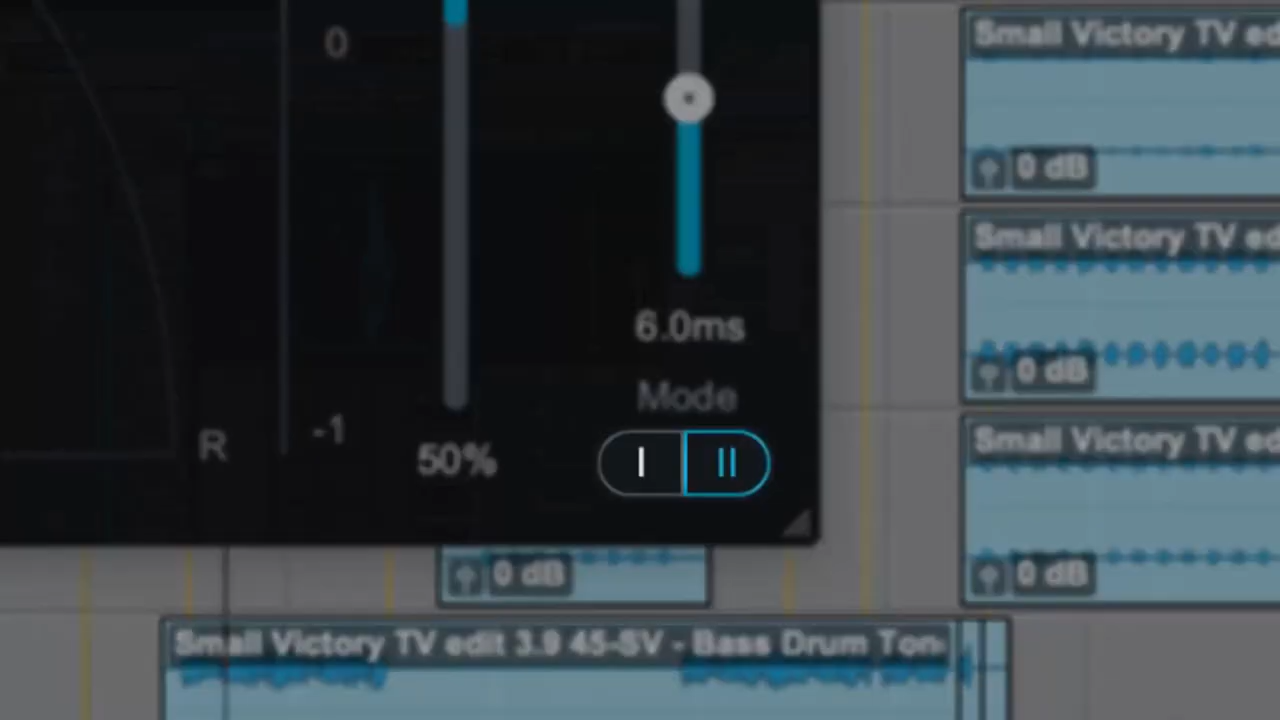 0
Small Victory TV ed
0 dB
Small Victory TV ed
6.0ms
0 dB
Mode
R
-1
50%
I
II
Small Victory TV ed
0 dB
0 dB
Small Victory TV edit 3.9 45-SV - Bass Drum Ton